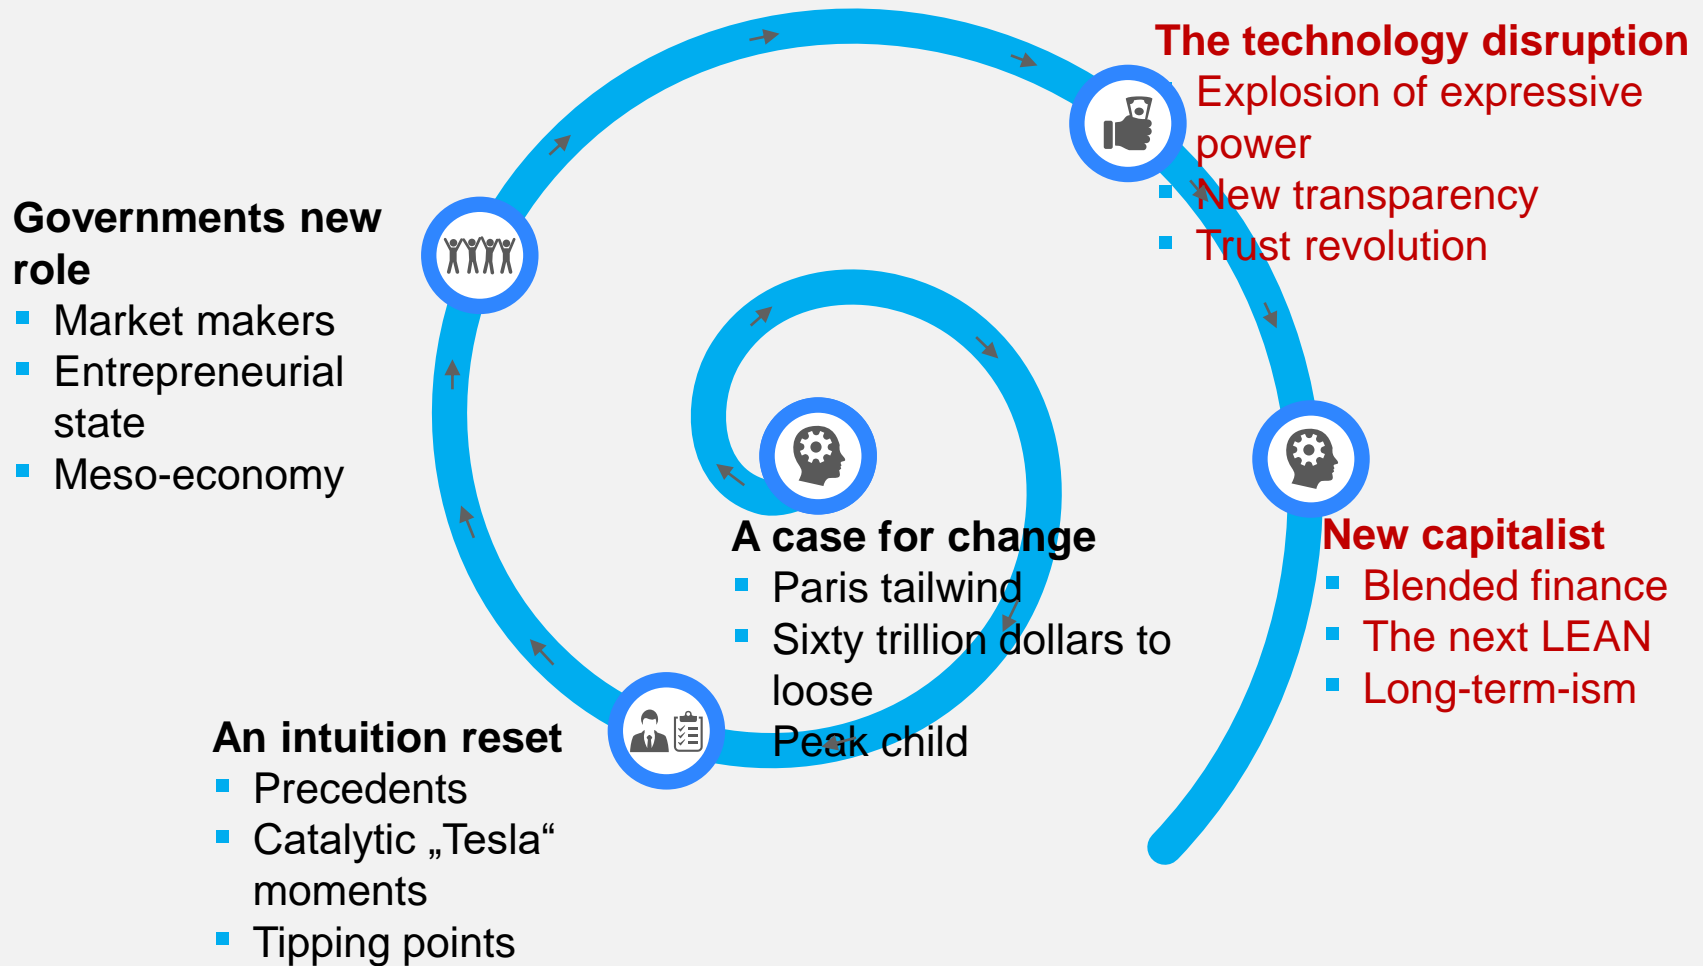 The technology disruption
Explosion of expressive
power
New transparency
Trust revolution
Governments new
role
Market makers
Entrepreneurial
state
Meso-economy
A case for change
Paris tailwind
Sixty trillion dollars to
loose
Peak child
New capitalist
Blended finance
The next LEAN
Long-term-ism
An intuition reset
Precedents
Catalytic „Tesla“
moments
Tipping points